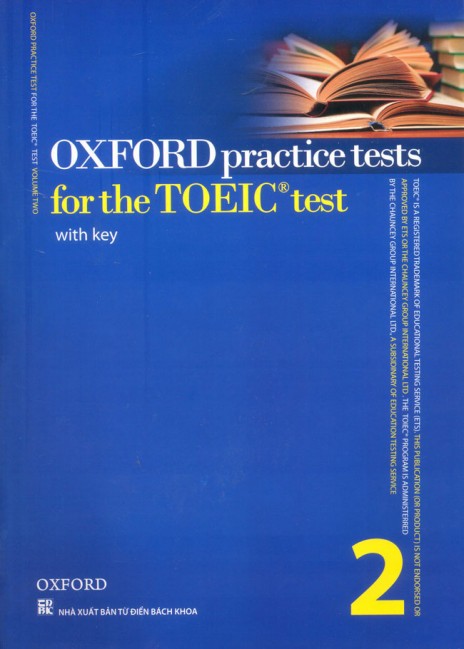 OXFORD PRACTICE TEST FOR THE TOEIC® TEST VOLUME TWO
OXFORD practice tests
for the TOEIC® test
with key
TOEIC® IS A REGISTERED TRADEMARK OF EDUCATIONAL TESTING SERVICE (ETS). THIS PUBLICATION (OR PRODUCT) IS NOT ENDORSED OR
APPROVED BY ETS OR THE CHAUNCEY GROUP INTERNATIONAL LTD. THE TOEIC® PROGRAM IS ADMINISTERRED
BY THE CHAUNCEY GROUP INTERNATIONAL LTD., A SUBSIDINARY OF EDUCATION TESTING SERVICE
2
OXFORD
NHÀ XUẤT BẢN TỪ ĐIỂN BÁCH KHOA